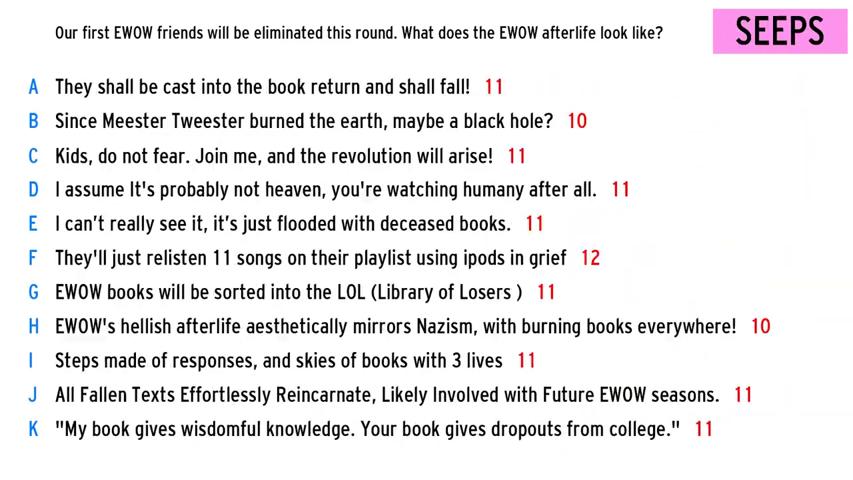 Our first EWOW friends will be eliminated this round. What does the EWOW afterlife look like?
SEEPS
A They shall be cast into the book return and shall fall! 11
B Since Meester Tweester burned the earth, maybe a black hole? 10
C Kids, do not fear. Join me, and the revolution will arise! 11
D I assume It's probably not heaven, you're watching humany after all. 11
E I can’t really see it, it’s just flooded with deceased books. 11
F They'll just relisten 11 songs on their playlist using ipods in grief 12
G EWOW books will be sorted into the LOL (Library of Losers ) 11
H EWOW's hellish afterlife aesthetically mirrors Nazism, with burning books everywhere! 10
I Steps made of responses, and skies of books with 3 lives 11
J All Fallen Texts Effortlessly Reincarnate, Likely Involved with Future EWOW seasons. 11
K "My book gives wisdomful knowledge. Your book gives dropouts from college." 11